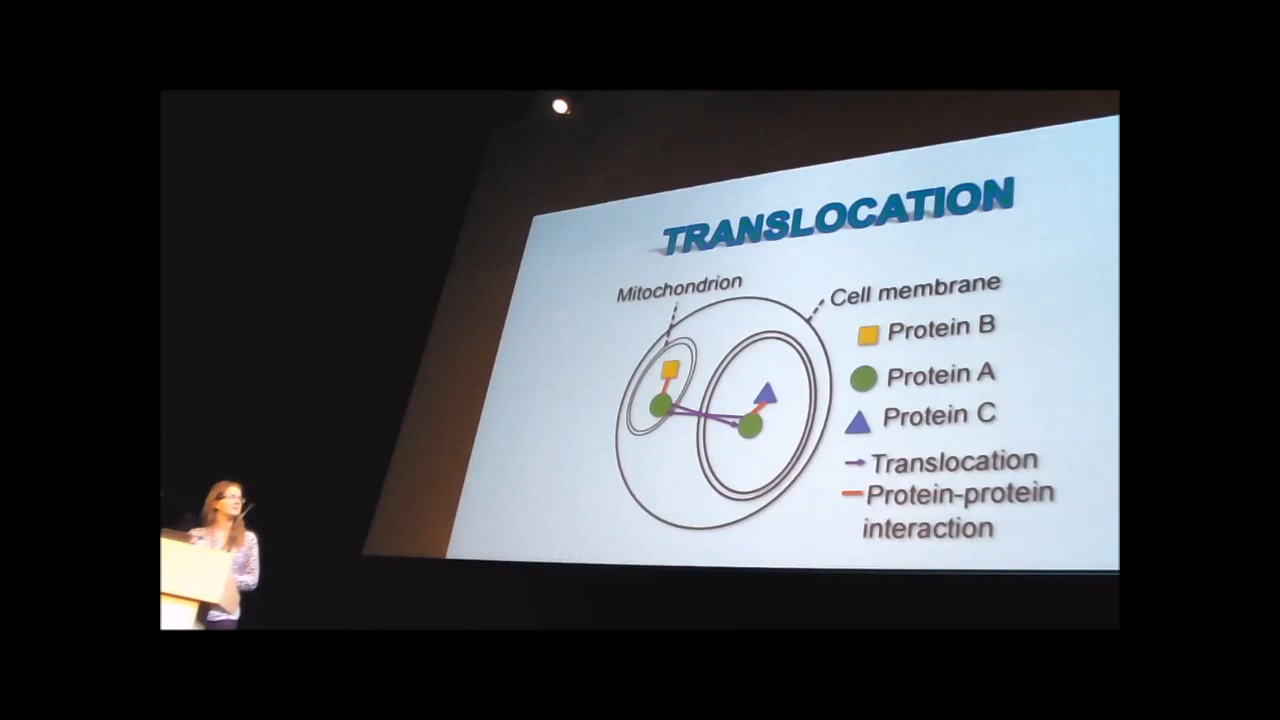 TRANSLOCATION
Mitochondrion
Cell membrane
Protein B
Protein A
Protein C
Translocation
Protein-protein
interaction